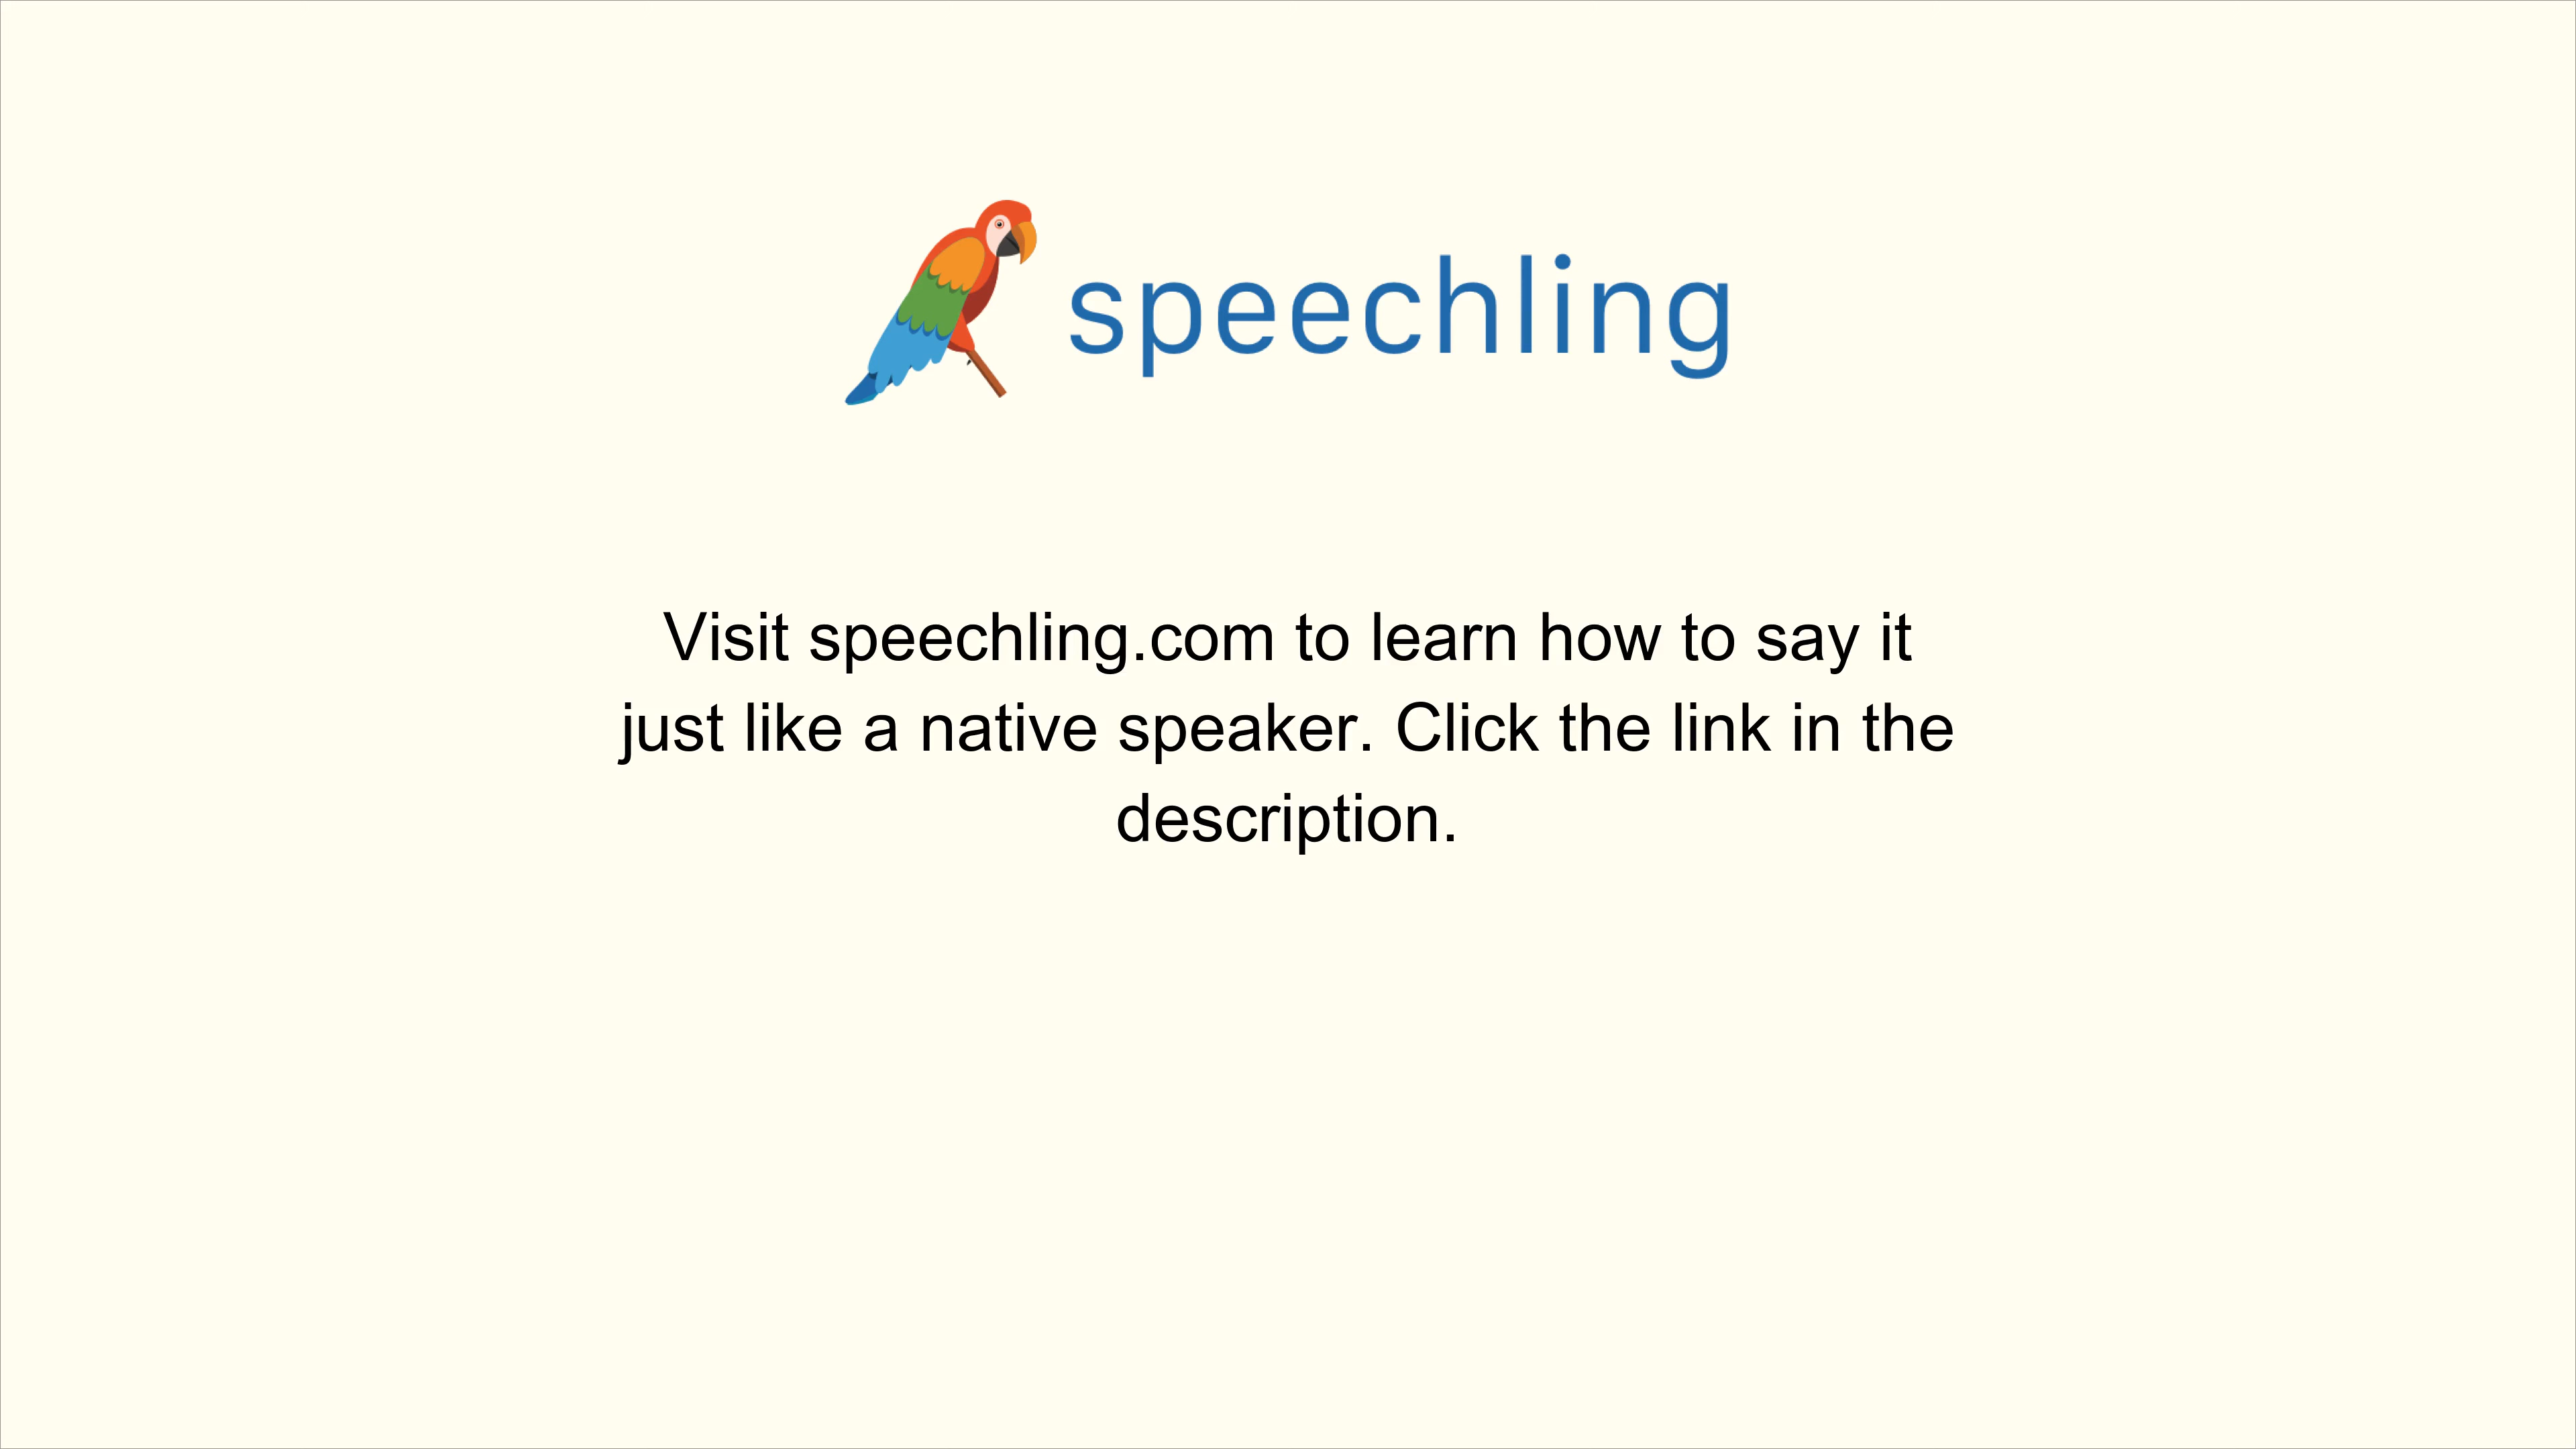 speechling
Visit speechling.com to learn how to say it
just like a native speaker. Click the link in the
description.